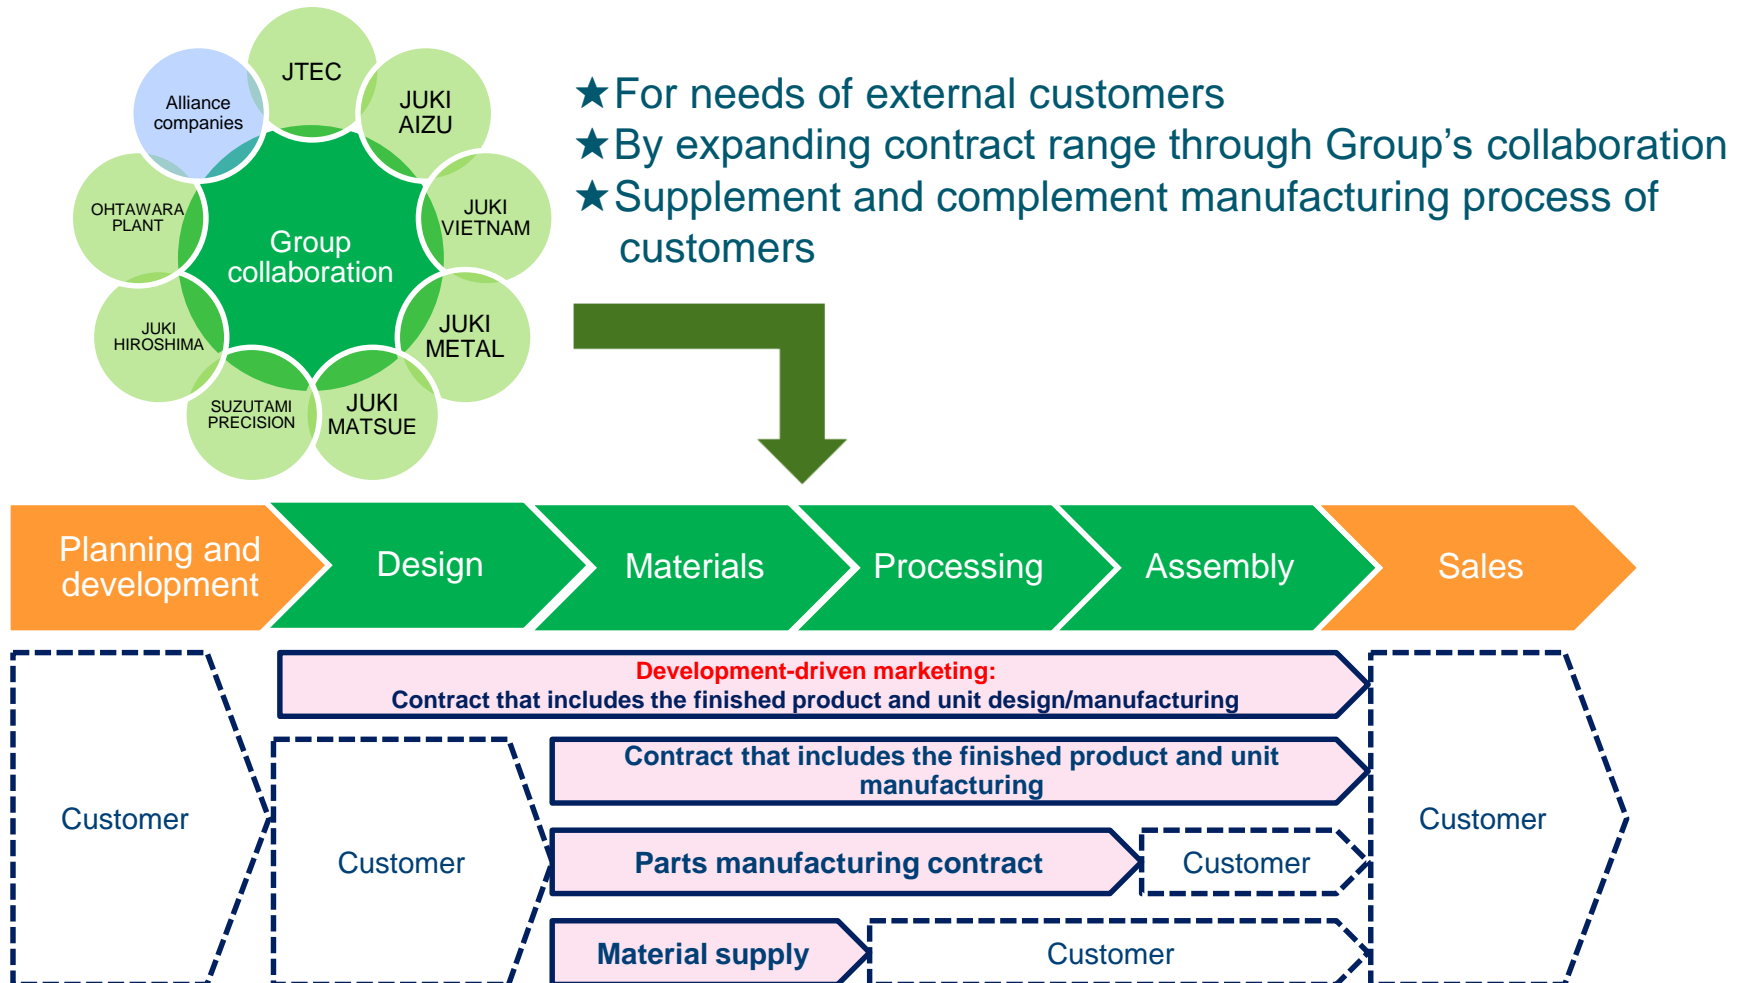 JTEC
Alliance
companies
JUKI
AIZU
OHTAWARA
PLANT
JUKI
VIETNAM
Group
collaboration
JUKI
HIROSHIMA
JUKI
METAL
SUZUTAMI
PRECISION
JUKI
MATSUE
★For needs of external customers
★By expanding contract range through Group's collaboration
★Supplement and complement manufacturing process of
customers
Planning and
development
Design
Materials
Processing
Assembly
Sales
Development-driven marketing:
Contract that includes the finished product and unit design/manufacturing
Contract that includes the finished product and unit
manufacturing
Customer
Customer
Parts manufacturing contract
Customer
Customer
Material supply
Customer